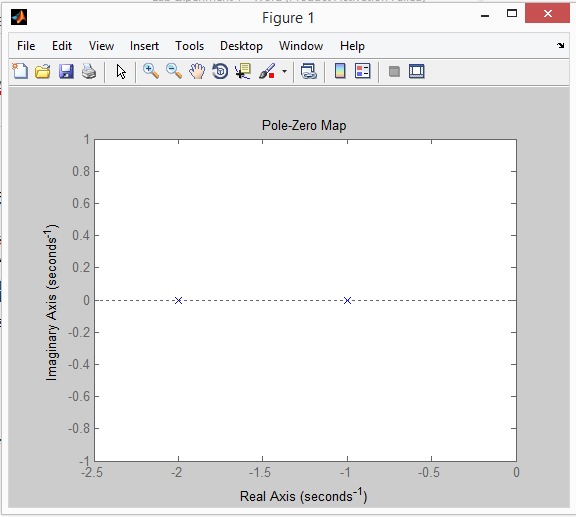 Figure 1
File Edit View Insert Tools Desktop Window Help
Pole-Zero Map
1
0.8
0.6
0.4
0.2
0
-0.2
-0.4
-0.6
-0.8
-1
Imaginary Axis (seconds⁻¹)
-2.5 -2 -1.5 -1 -0.5 0
Real Axis (seconds⁻¹)